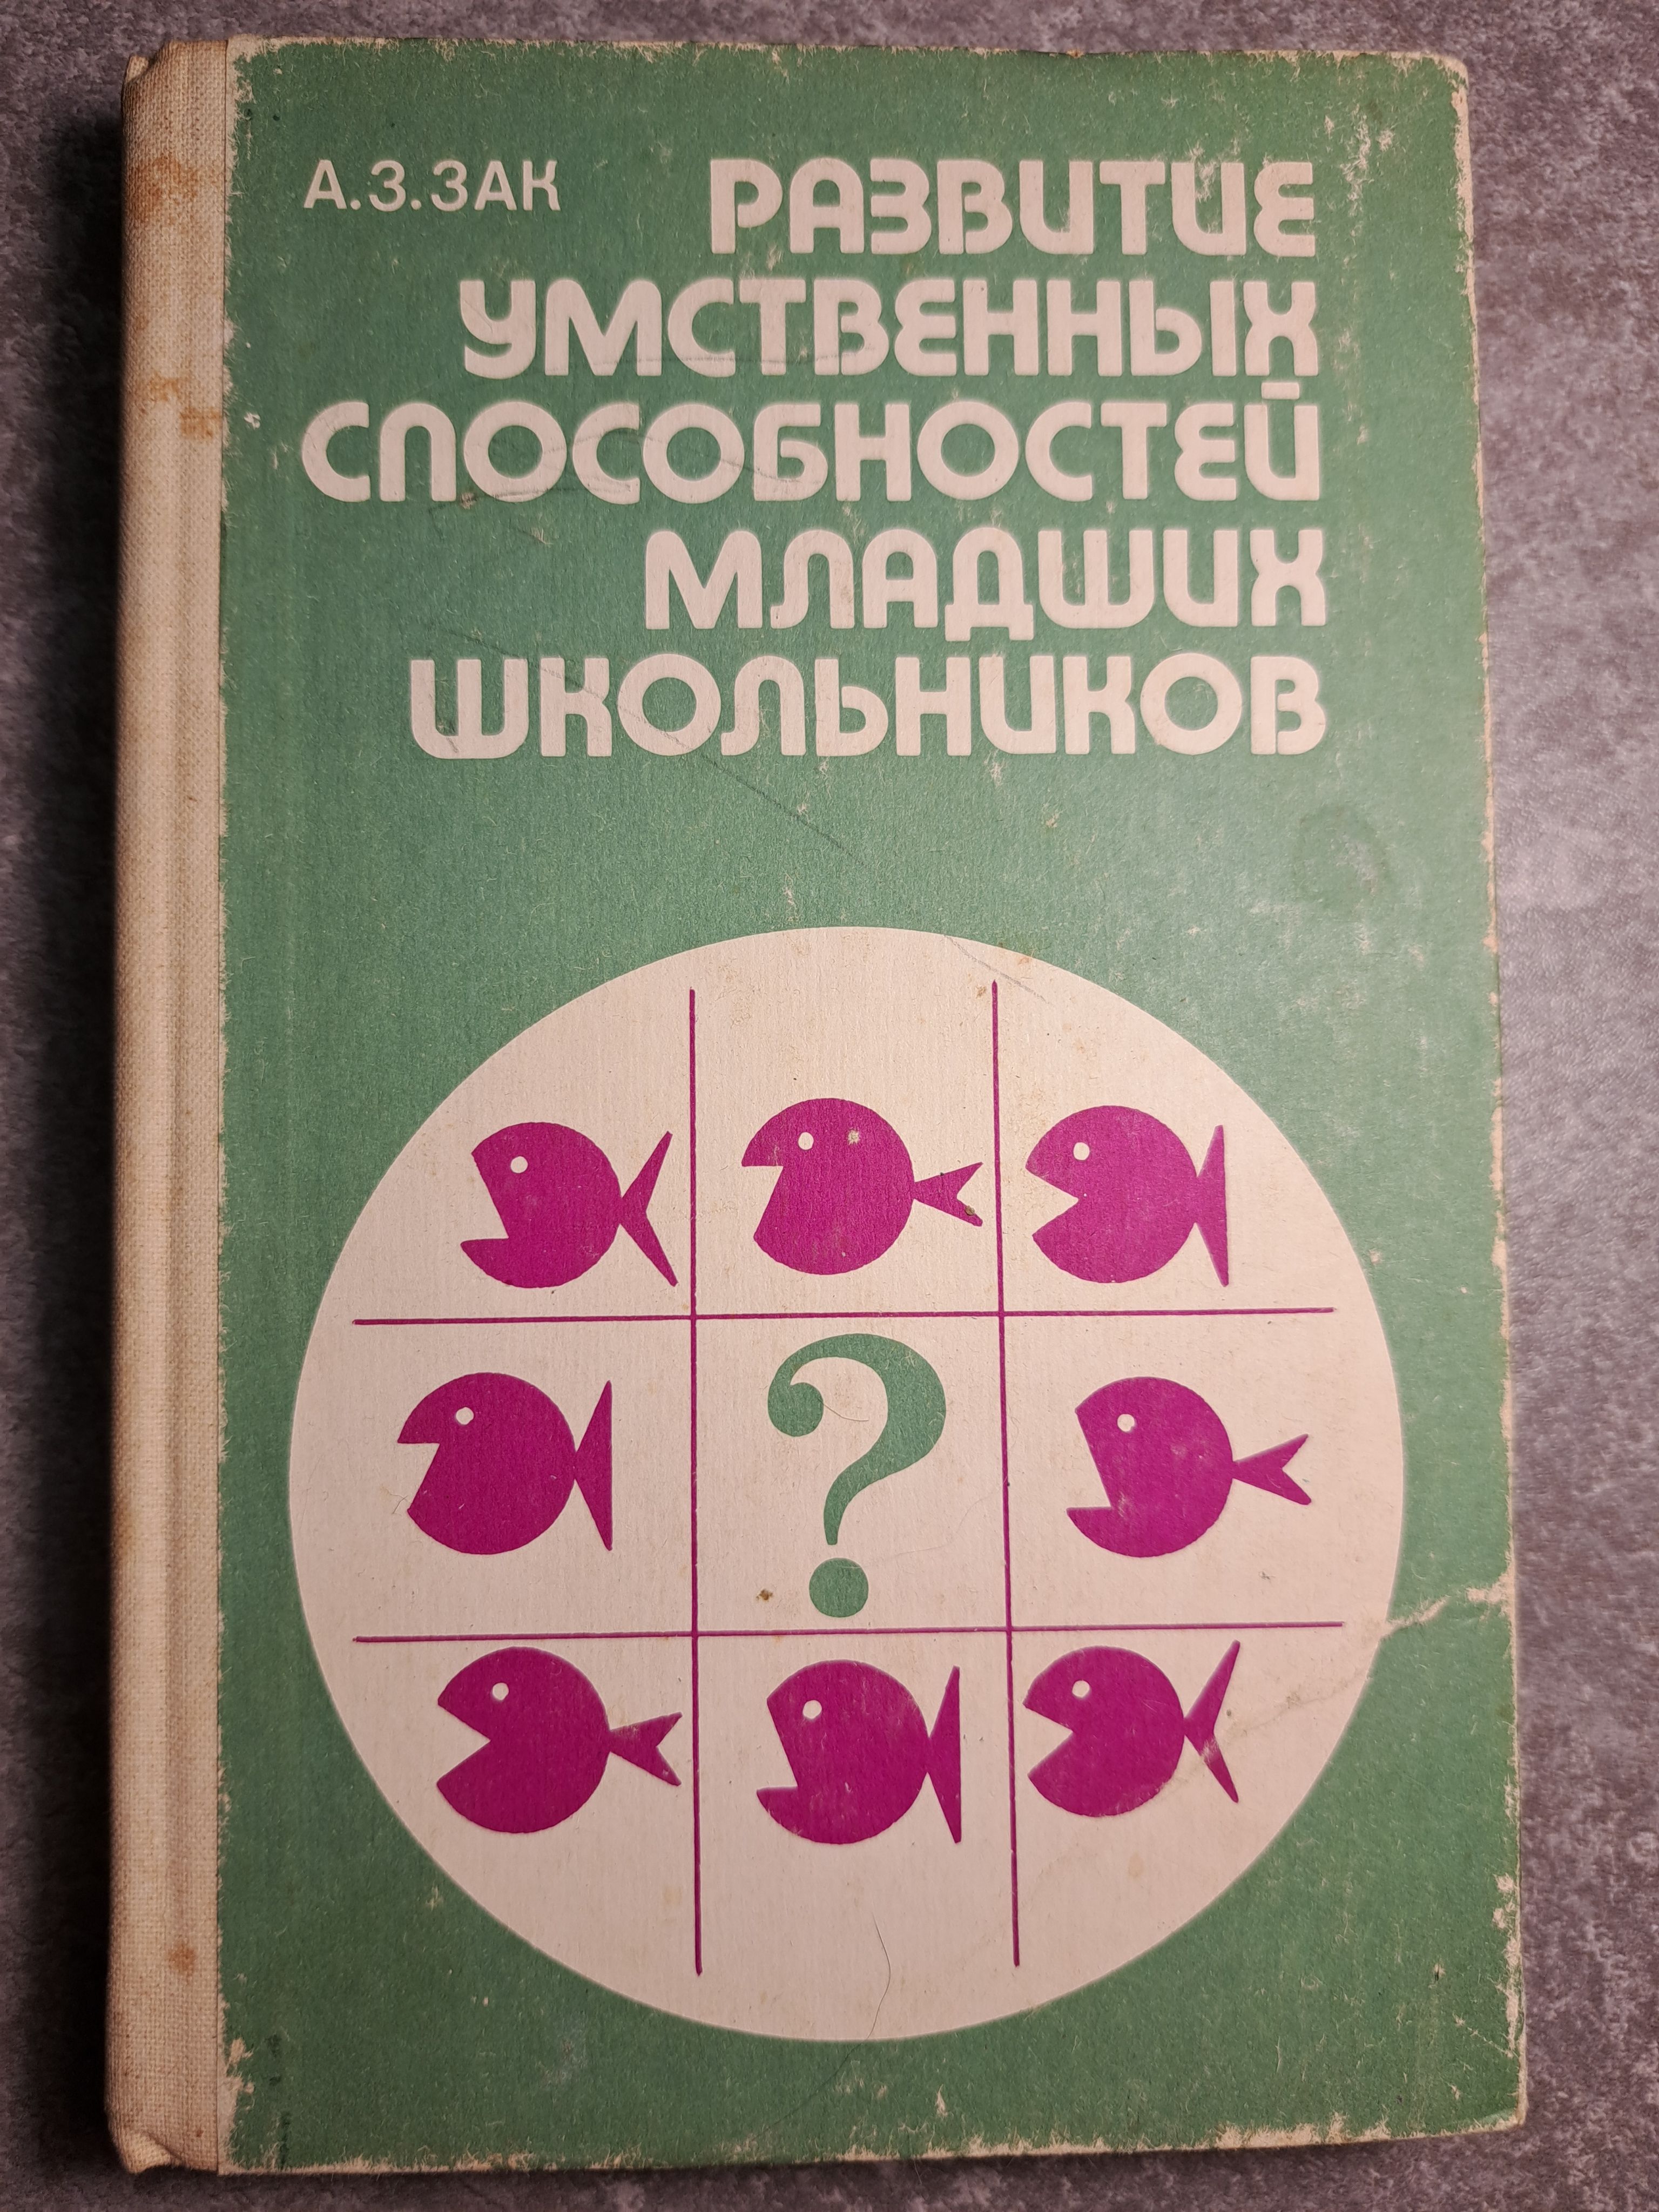 А.З.ЗАК РАЗВИТИЕ
УМСТВЕННЫХ
СПОСОБНОСТЕЙ
МЛАДШИХ
ШКОЛЬНИКОВ
?